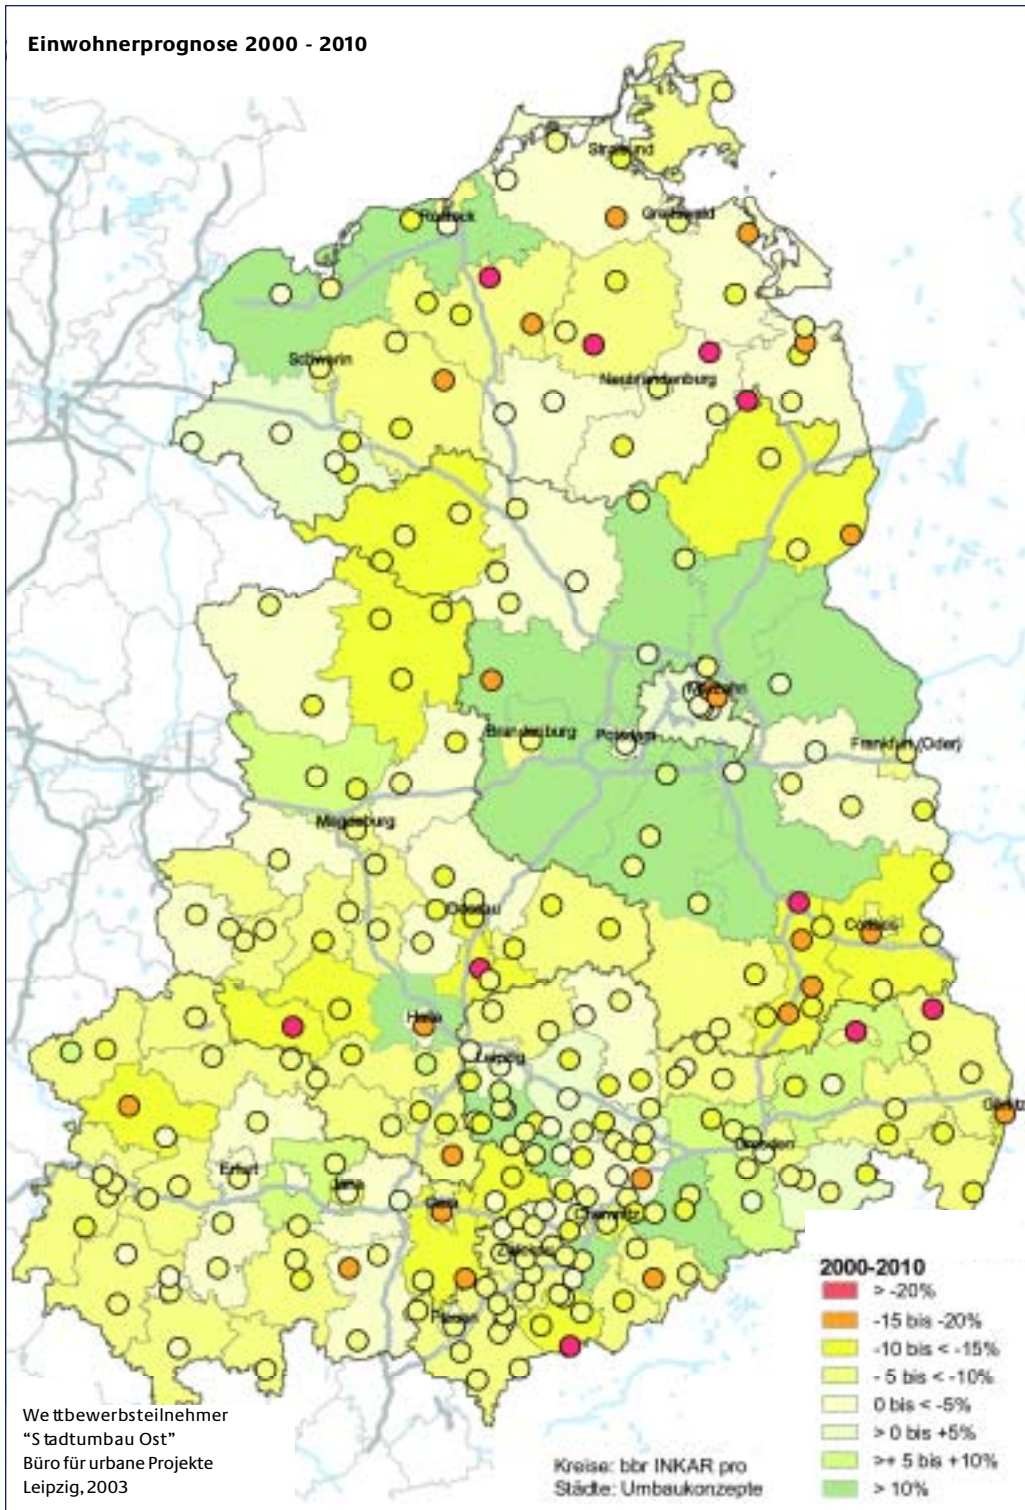 Einwohnerprognose 2000 - 2010
Stralsund
Rostock
Greifswald
Schwerin
Neubrandenburg
Marzahn
Brandenburg
Potsdam
Frankfurt (Oder)
Magdeburg
Dessau
Cottbus
Halle
Leipzig
Görlitz
Dresden
Erfurt
Jena
Gera
Chemnitz
Zwickau
Plauen
2000-2010
> -20%
-15 bis -20%
-10 bis < -15%
- 5 bis < -10%
0 bis < -5%
> 0 bis +5%
>+ 5 bis +10%
> 10%
Wettbewerbsteilnehmer
“Stadtumbau Ost”
Büro für urbane Projekte
Leipzig, 2003
Kreise: bbr INKAR pro
Städte: Umbaukonzepte